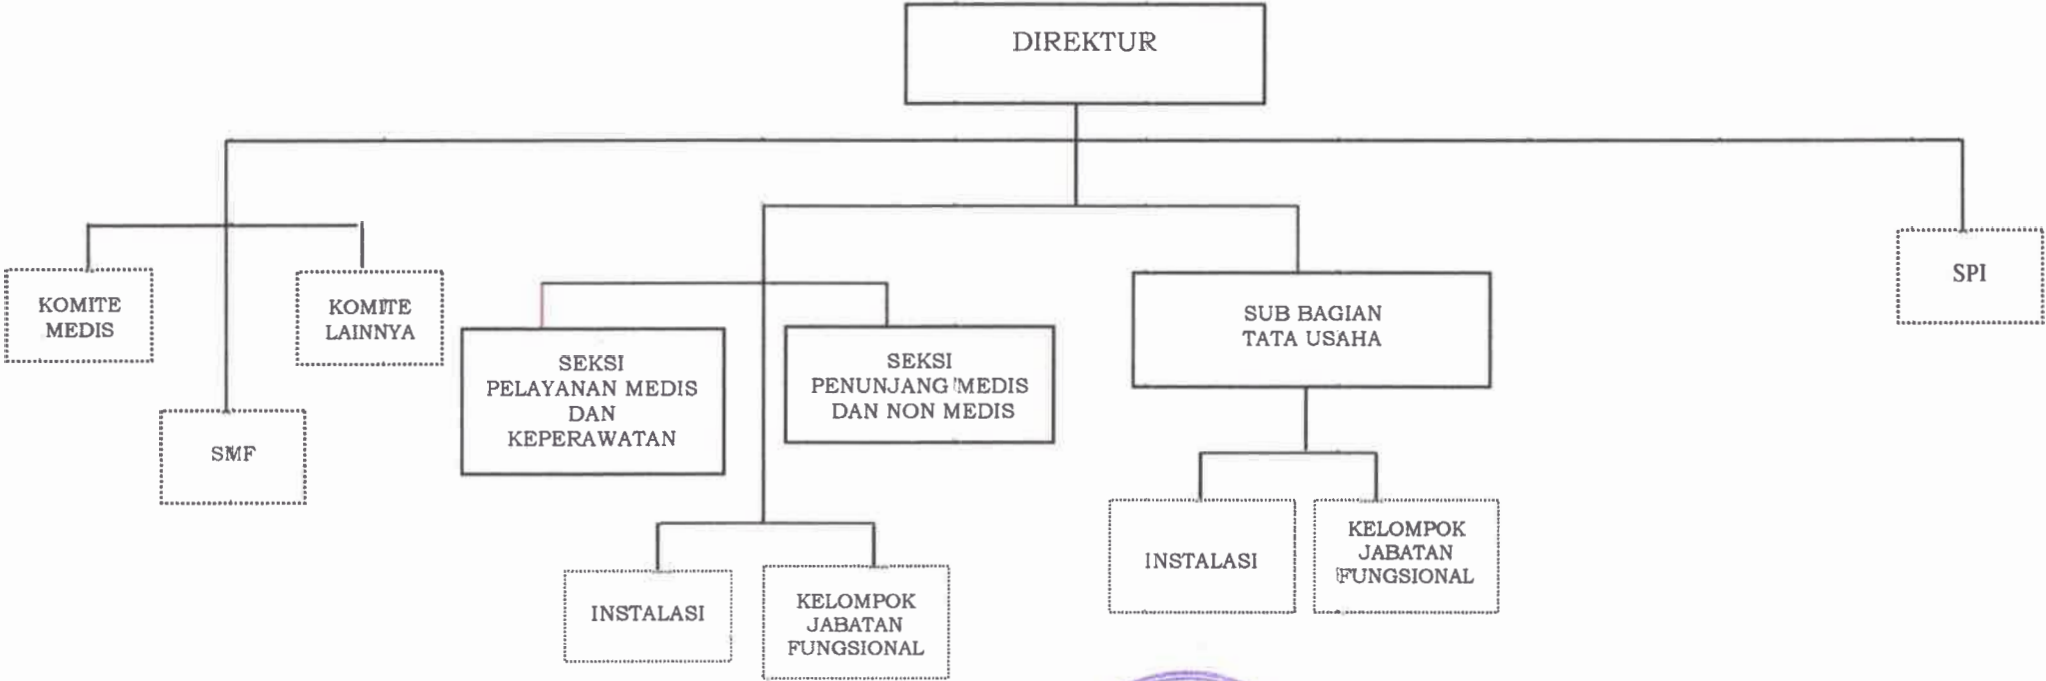 DIREKTUR
KOMITE
MEDIS
KOMITE
LAINNYA
SMF
SEKSI
PELAYANAN MEDIS
DAN
KEPERAWATAN
SEKSI
PENUNJANG MEDIS
DAN NON MEDIS
SUB BAGIAN
TATA USAHA
SPI
INSTALASI
KELOMPOK
JABATAN
FUNGSIONAL
INSTALASI
KELOMPOK
JABATAN
FUNGSIONAL